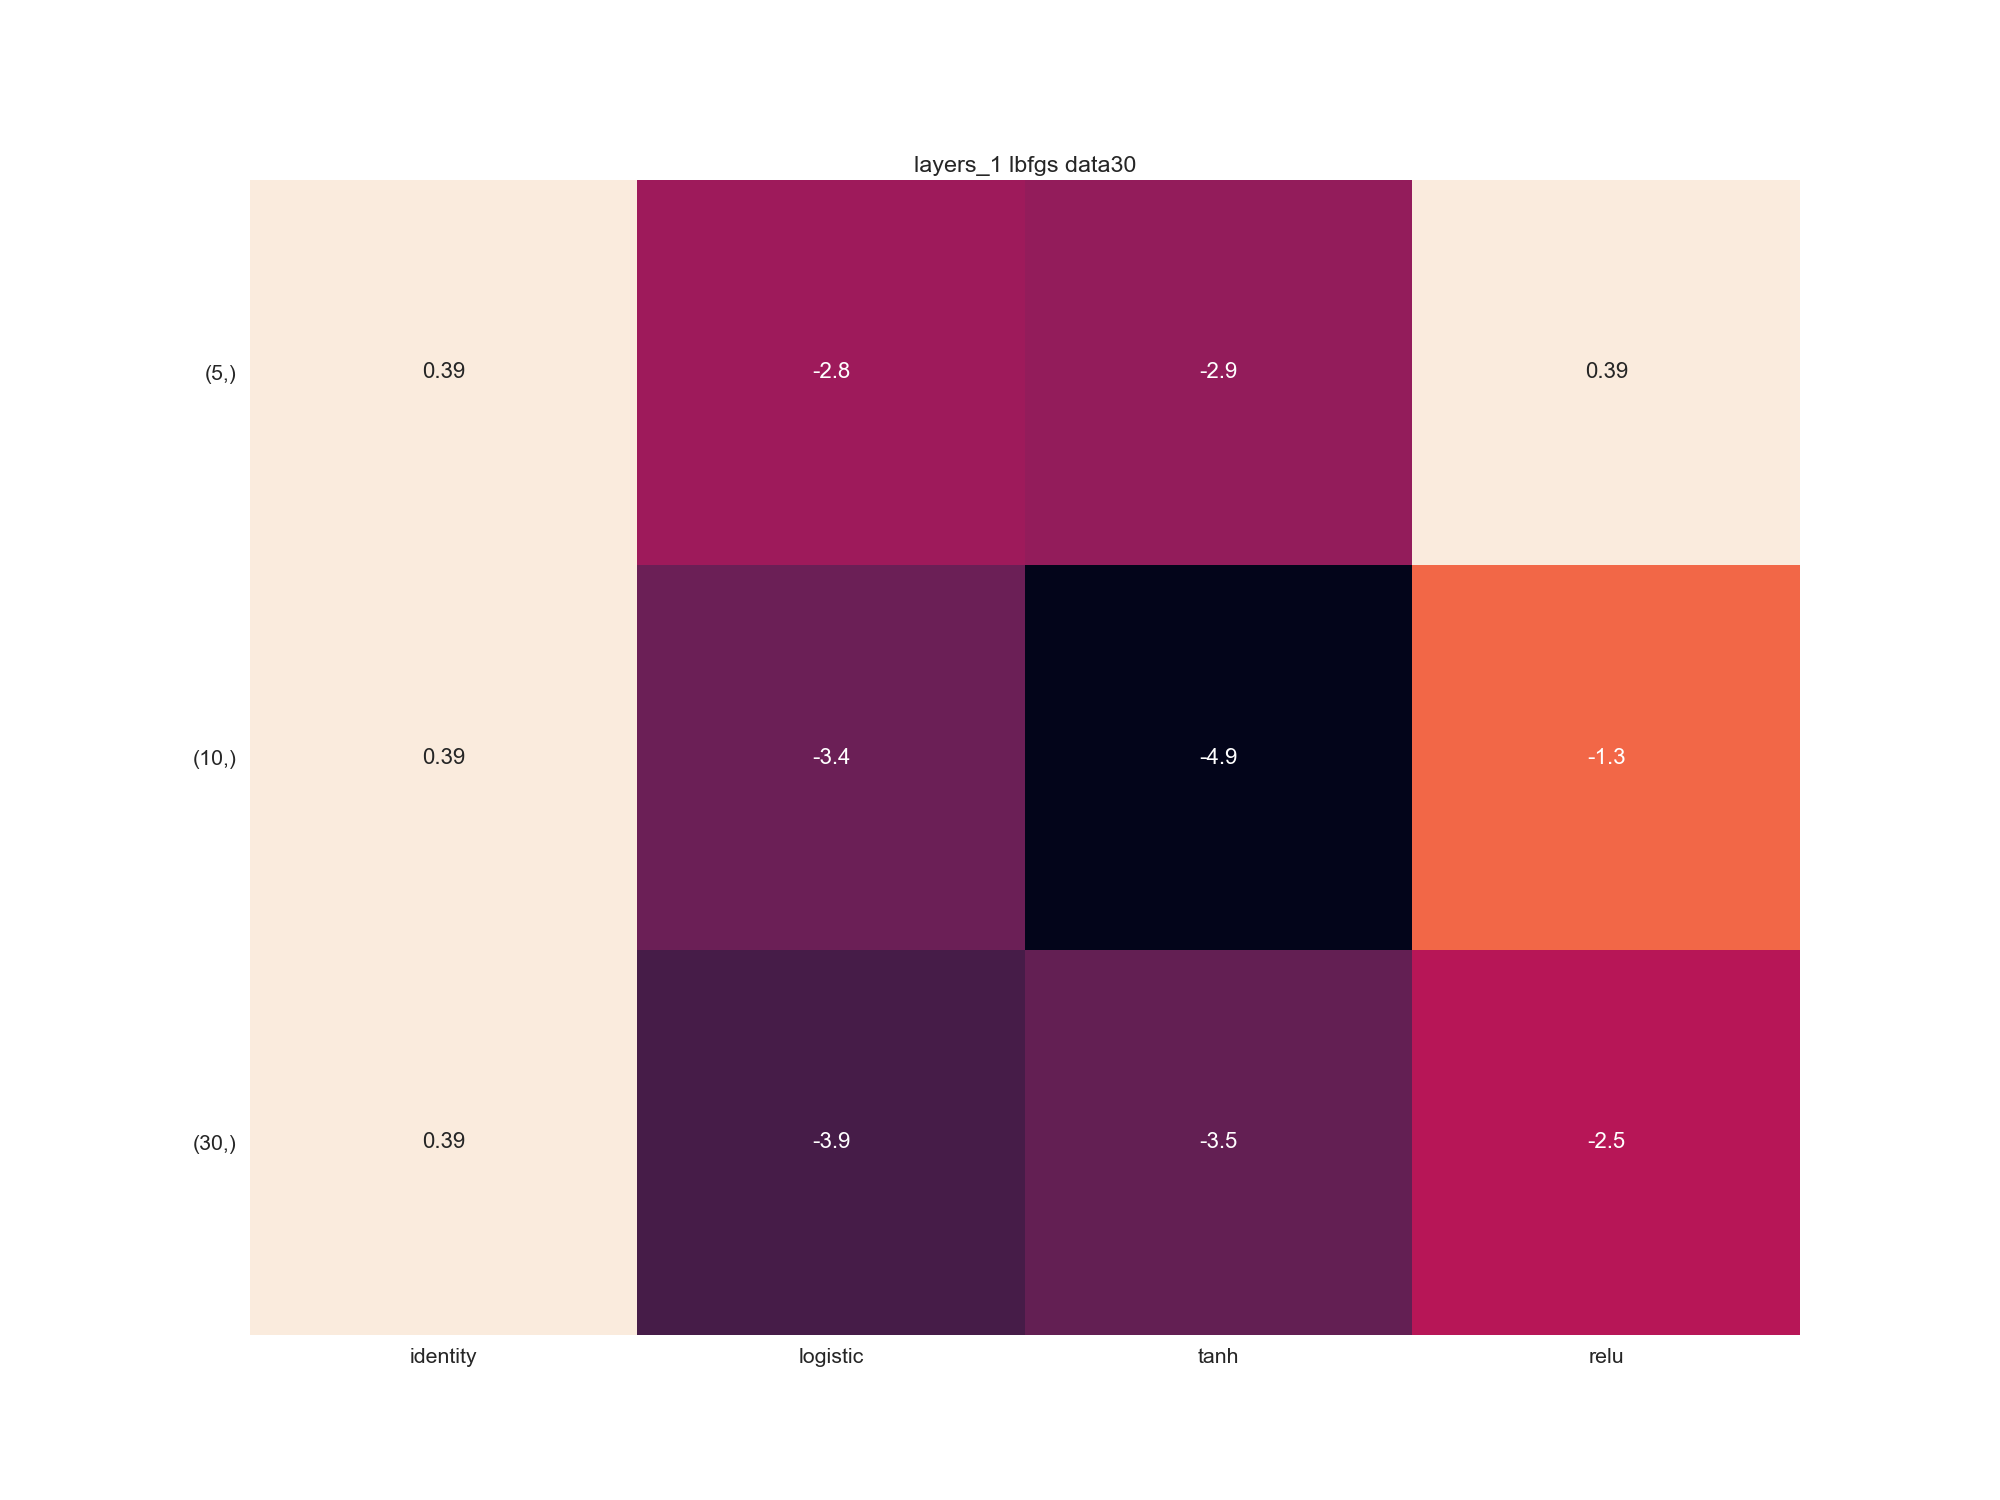 layers_1 lbfgs data30
(5,) 0.39 -2.8 -2.9 0.39
(10,) 0.39 -3.4 -4.9 -1.3
(30,) 0.39 -3.9 -3.5 -2.5
identity logistic tanh relu